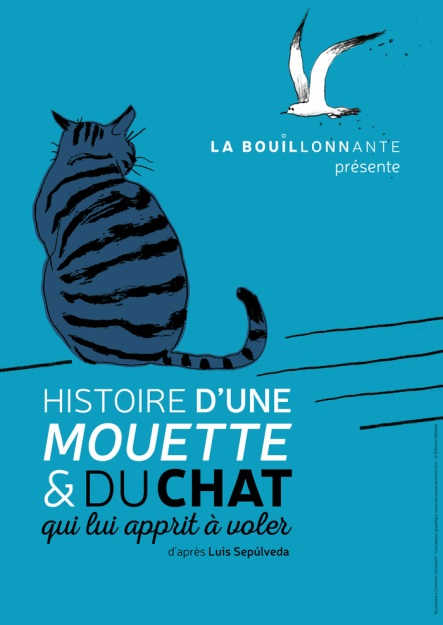 LA BOUILLONNANTE
présente
HISTOIRE D'UNE
MOUETTE
& DU CHAT
qui lui apprit à voler
d'après Luis Sepúlveda